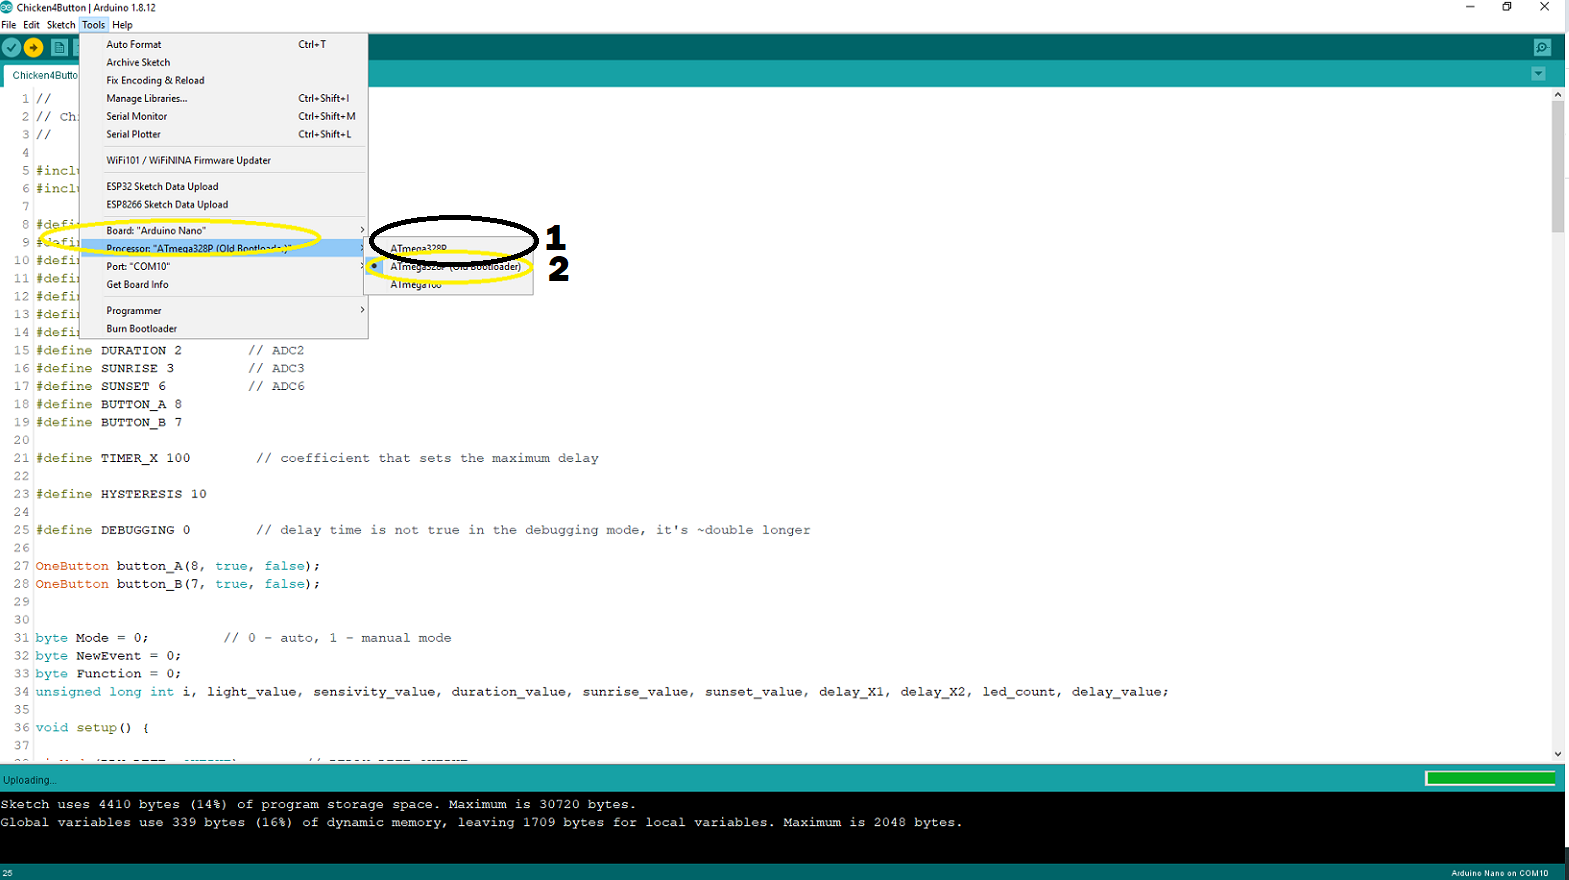 Chicken4Button | Arduino 1.8.12
File Edit Sketch Tools Help
Chicken4Butto
Auto Format Ctrl+T
Archive Sketch
Fix Encoding & Reload
Manage Libraries... Ctrl+Shift+I
Serial Monitor Ctrl+Shift+M
Serial Plotter Ctrl+Shift+L
WiFi101 / WiFiNINA Firmware Updater
ESP32 Sketch Data Upload
ESP8266 Sketch Data Upload
Board: "Arduino Nano"
Processor: "ATmega328P (Old Bootloader)"
Port: "COM10"
Get Board Info
Programmer
Burn Bootloader
ATmega328P
ATmega328P (Old Bootloader)
ATmega168
1
2
1 //
2 // Chi
3 //
4
5 #inclu
6 #inclu
7
8 #defi
9 #defi
10 #defi
11 #defi
12 #defi
13 #defi
14 #defi
15 #define DURATION 2 // ADC2
16 #define SUNRISE 3 // ADC3
17 #define SUNSET 6 // ADC6
18 #define BUTTON_A 8
19 #define BUTTON_B 7
20
21 #define TIMER_X 100 // coefficient that sets the maximum delay
22
23 #define HYSTERESIS 10
24
25 #define DEBUGGING 0 // delay time is not true in the debugging mode, it's ~double longer
26
27 OneButton button_A(8, true, false);
28 OneButton button_B(7, true, false);
29
30
31 byte Mode = 0; // 0 - auto, 1 - manual mode
32 byte NewEvent = 0;
33 byte Function = 0;
34 unsigned long int i, light_value, sensivity_value, duration_value, sunrise_value, sunset_value, delay_X1, delay_X2, led_count, delay_value;
35
36 void setup() {
37
Uploading...
Sketch uses 4410 bytes (14%) of program storage space. Maximum is 30720 bytes.
Global variables use 339 bytes (16%) of dynamic memory, leaving 1709 bytes for local variables. Maximum is 2048 bytes.
25
Arduino Nano on COM10